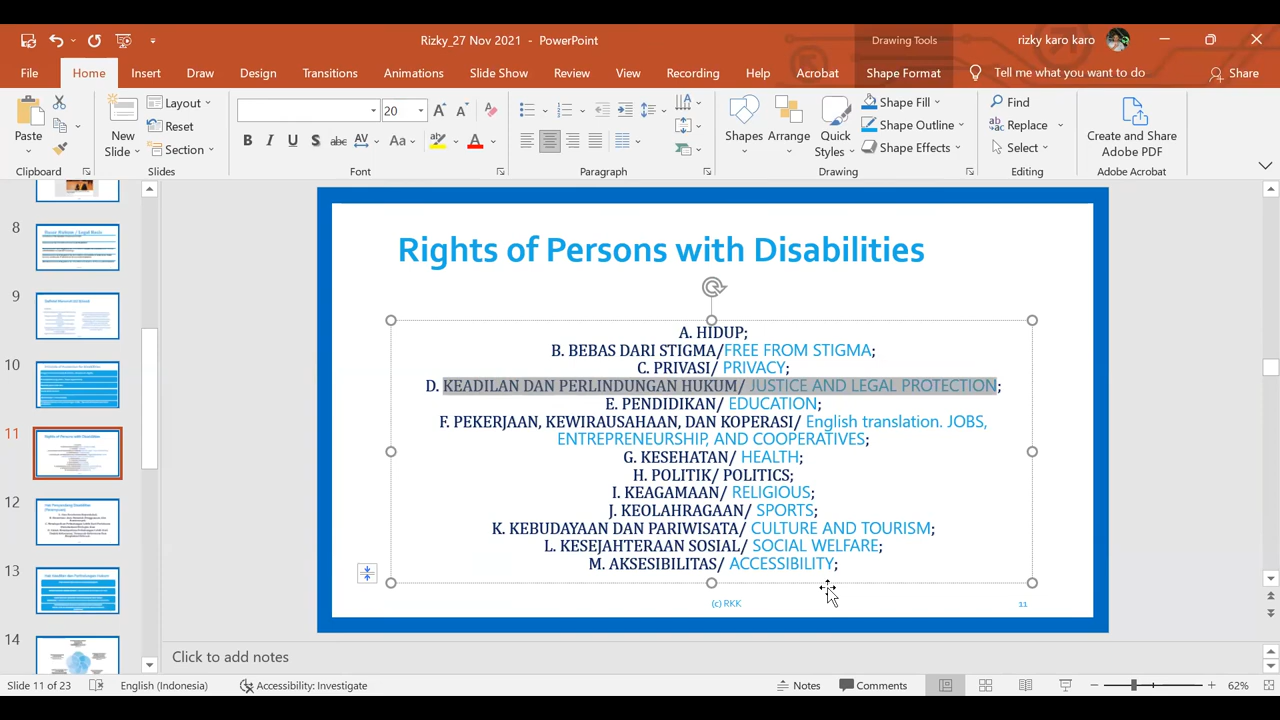 Rizky_27 Nov 2021 - PowerPoint
Drawing Tools
rizky karo karo
File Home Insert Draw Design Transitions Animations Slide Show Review View Recording Help Acrobat Shape Format Tell me what you want to do Share
Paste
Clipboard
New Slide
Layout
Reset
Section
Slides
20
Aa
Font
Paragraph
Shapes
Arrange
Quick Styles
Shape Fill
Shape Outline
Shape Effects
Drawing
Find
Replace
Select
Editing
Create and Share Adobe PDF
Adobe Acrobat
8
9
10
11
12
13
14
Rights of Persons with Disabilities
A. HIDUP;
B. BEBAS DARI STIGMA/FREE FROM STIGMA;
C. PRIVASI/ PRIVACY;
D. KEADILAN DAN PERLINDUNGAN HUKUM/ JUSTICE AND LEGAL PROTECTION;
E. PENDIDIKAN/ EDUCATION;
F. PEKERJAAN, KEWIRAUSAHAAN, DAN KOPERASI/ English translation. JOBS,
ENTREPRENEURSHIP, AND COOPERATIVES;
G. KESEHATAN/ HEALTH;
H. POLITIK/ POLITICS;
I. KEAGAMAAN/ RELIGIOUS;
J. KEOLAHRAGAAN/ SPORTS;
K. KEBUDAYAAN DAN PARIWISATA/ CULTURE AND TOURISM;
L. KESEJAHTERAAN SOSIAL/ SOCIAL WELFARE;
M. AKSESIBILITAS/ ACCESSIBILITY;
(c) RKK
11
Click to add notes
Slide 11 of 23 English (Indonesia) Accessibility: Investigate Notes Comments 62%